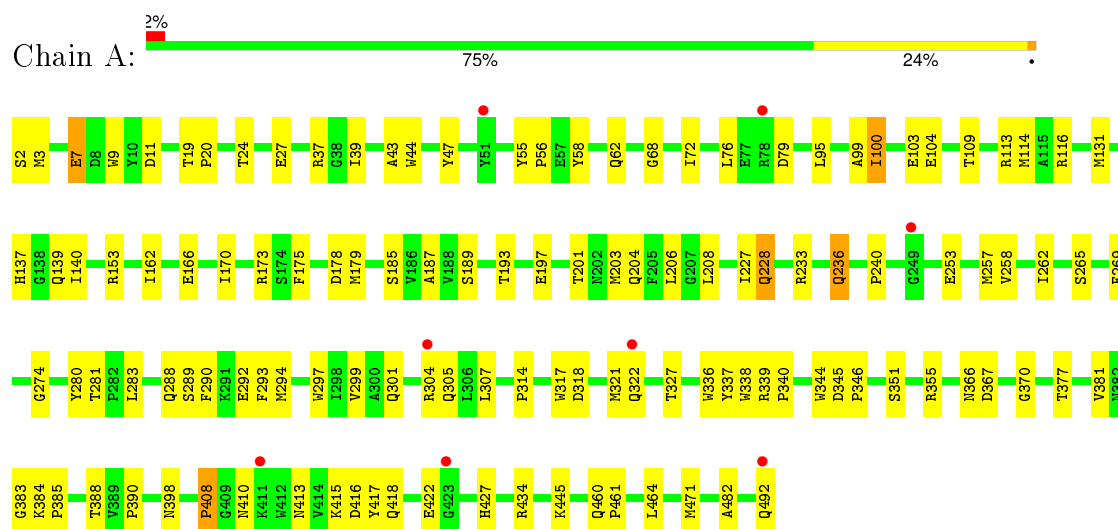 2%
Chain A:
75% 24% •
S2 M3 E7 D8 W9 Y10 D11 T19 P20 T24 E27 R37 G38 T39 A43 W44 Y47 Y51 Y55 P56 E57 Y58 Q62 G68 I72 L76 E77 R78 D79 L95 A99 I100 E103 E104 T109 R113 M114 A115 R116 M131
H137 G138 Q139 I140 R153 I162 E166 I170 R173 S174 F175 D178 M179 S185 V186 A187 V188 S189 T193 E197 T201 N202 M203 Q204 F205 L206 G207 L208 I227 Q228 R233 Q236 P240 G249 E253 M257 V258 I262 S265
G274 Y280 T281 P282 L283 Q288 S289 F290 K291 E292 F293 M294 W297 I298 V299 A300 Q301 R304 Q305 L306 L307 P314 W317 D318 M321 Q322 T327 W336 Y337 W338 R339 P340 W344 D345 P346 S351 R355 N366 D367 G370 T377 V381 N382
G383 K384 P385 T388 V389 P390 N398 P408 G409 N410 K411 W412 N413 V414 K415 D416 Y417 Q418 E422 G423 H427 R434 K445 Q460 P461 L464 M471 A482 Q492